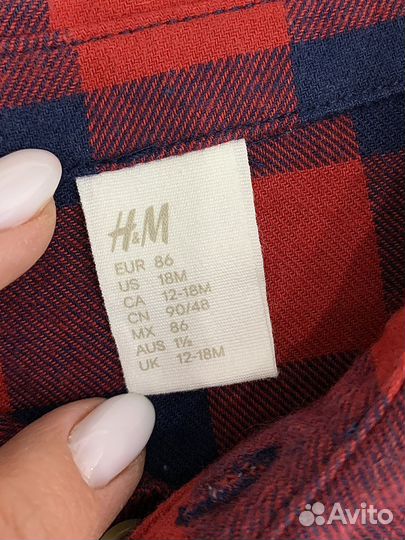 H&M
EUR 86
US 18M
CA 12-18M
CN 90/48
MX 86
AUS 1½
UK 12-18M
Avito